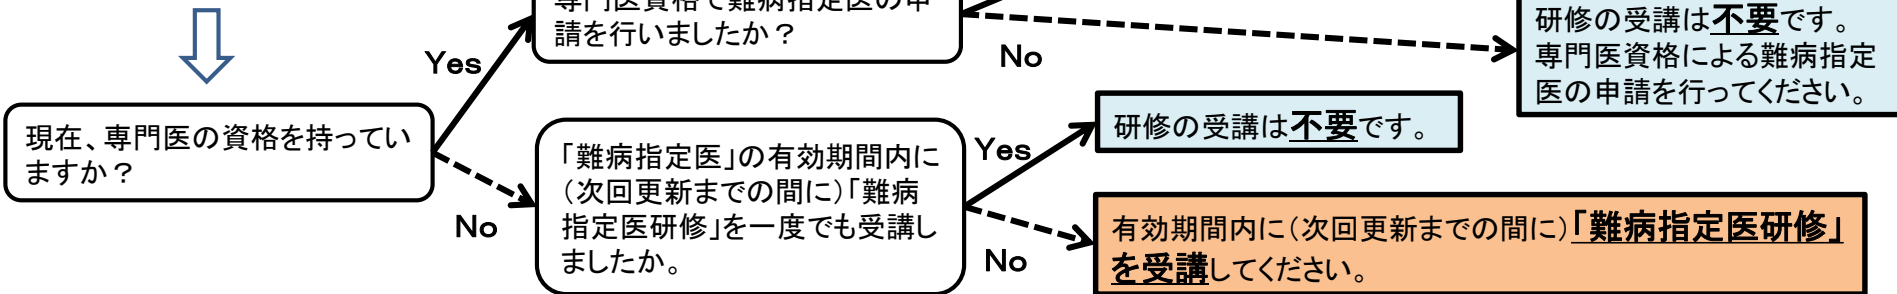 専門医資格で難病指定医の申
請を行いましたか？
研修の受講は不要です。
専門医資格による難病指定
医の申請を行ってください。
Yes
No
現在、専門医の資格を持ってい
ますか？
「難病指定医」の有効期間内に
（次回更新までの間に）「難病
指定医研修」を一度でも受講し
ましたか。
Yes
研修の受講は不要です。
No
No
有効期間内に（次回更新までの間に）「難病指定医研修」
を受講してください。